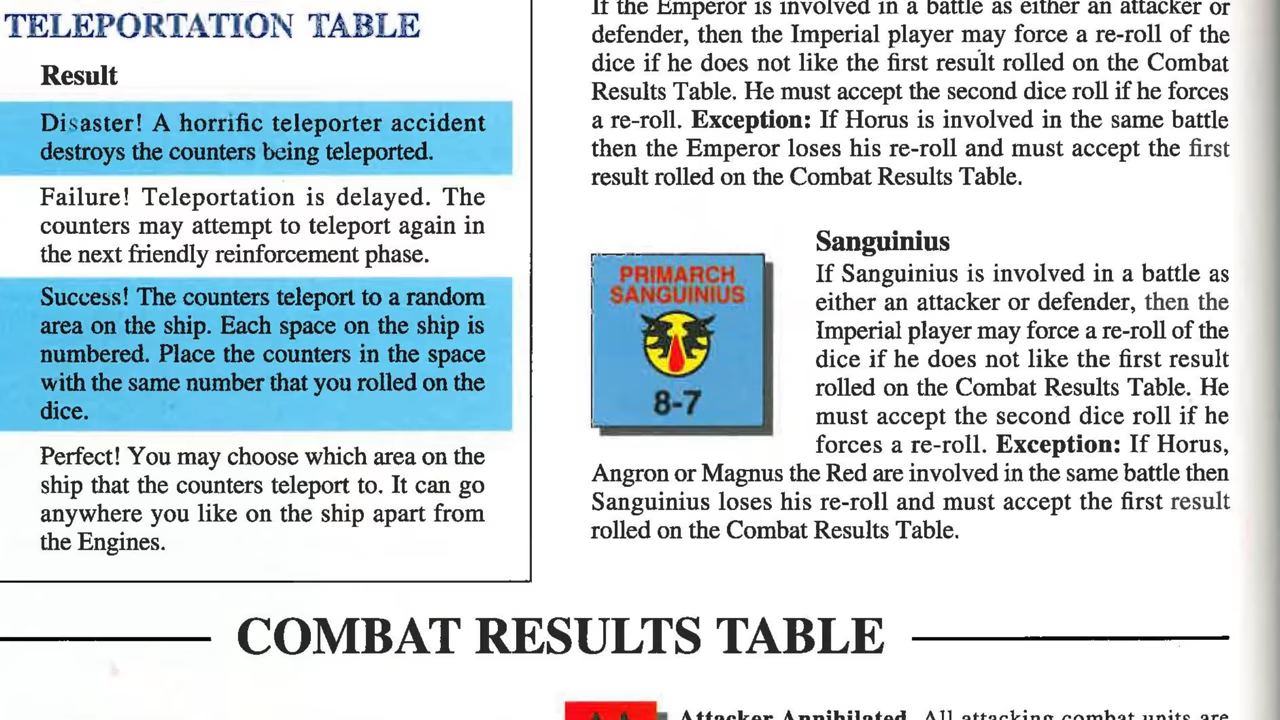 TELEPORTATION TABLE
Result
Disaster! A horrific teleporter accident
destroys the counters being teleported.
Failure! Teleportation is delayed. The
counters may attempt to teleport again in
the next friendly reinforcement phase.
Success! The counters teleport to a random
area on the ship. Each space on the ship is
numbered. Place the counters in the space
with the same number that you rolled on the
dice.
Perfect! You may choose which area on the
ship that the counters teleport to. It can go
anywhere you like on the ship apart from
the Engines.
If the Emperor is involved in a battle as either an attacker or
defender, then the Imperial player may force a re-roll of the
dice if he does not like the first result rolled on the Combat
Results Table. He must accept the second dice roll if he forces
a re-roll. Exception: If Horus is involved in the same battle
then the Emperor loses his re-roll and must accept the first
result rolled on the Combat Results Table.
PRIMARCH
SANGUINIUS
8-7
Sanguinius
If Sanguinius is involved in a battle as
either an attacker or defender, then the
Imperial player may force a re-roll of the
dice if he does not like the first result
rolled on the Combat Results Table. He
must accept the second dice roll if he
forces a re-roll. Exception: If Horus,
Angron or Magnus the Red are involved in the same battle then
Sanguinius loses his re-roll and must accept the first result
rolled on the Combat Results Table.
COMBAT RESULTS TABLE
Attacker Annihilated. All attacking combat units are